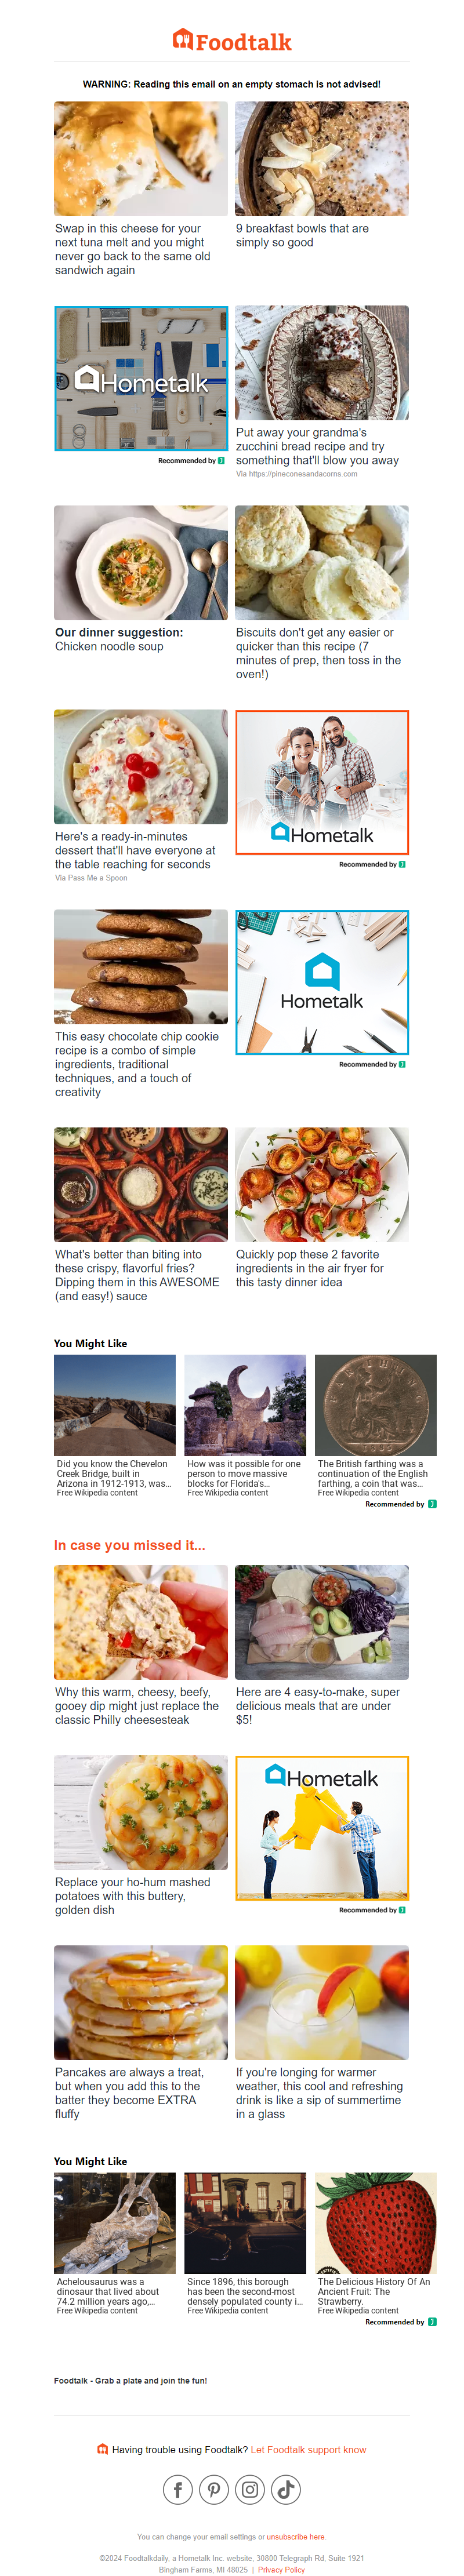 Foodtalk
WARNING: Reading this email on an empty stomach is not advised!
Swap in this cheese for your
next tuna melt and you might
never go back to the same old
sandwich again
9 breakfast bowls that are
simply so good
Hometalk
Recommended by
Put away your grandma's
zucchini bread recipe and try
something that'll blow you away
Via https://pineconesandacorns.com
Our dinner suggestion:
Chicken noodle soup
Biscuits don't get any easier or
quicker than this recipe (7
minutes of prep, then toss in the
oven!)
Here's a ready-in-minutes
dessert that'll have everyone at
the table reaching for seconds
Via Pass Me a Spoon
Hometalk
Recommended by
This easy chocolate chip cookie
recipe is a combo of simple
ingredients, traditional
techniques, and a touch of
creativity
Hometalk
Recommended by
What's better than biting into
these crispy, flavorful fries?
Dipping them in this AWESOME
(and easy!) sauce
Quickly pop these 2 favorite
ingredients in the air fryer for
this tasty dinner idea
You Might Like
Did you know the Chevelon
Creek Bridge, built in
Arizona in 1912-1913, was...
Free Wikipedia content
How was it possible for one
person to move massive
blocks for Florida's...
Free Wikipedia content
FARTHING
The British farthing was a
continuation of the English
farthing, a coin that was...
Free Wikipedia content
Recommended by
In case you missed it...
Why this warm, cheesy, beefy,
gooey dip might just replace the
classic Philly cheesesteak
Here are 4 easy-to-make, super
delicious meals that are under
$5!
Replace your ho-hum mashed
potatoes with this buttery,
golden dish
Hometalk
Recommended by
Pancakes are always a treat,
but when you add this to the
batter they become EXTRA
fluffy
If you're longing for warmer
weather, this cool and refreshing
drink is like a sip of summertime
in a glass
You Might Like
Achelousaurus was a
dinosaur that lived about
74.2 million years ago,...
Free Wikipedia content
Since 1896, this borough
has been the second-most
densely populated county i...
Free Wikipedia content
The Delicious History Of An
Ancient Fruit: The
Strawberry.
Free Wikipedia content
Recommended by
Foodtalk - Grab a plate and join the fun!
Having trouble using Foodtalk? Let Foodtalk support know
You can change your email settings or unsubscribe here.
©2024 Foodtalkdaily, a Hometalk Inc. website, 30800 Telegraph Rd, Suite 1921
Bingham Farms, MI 48025 | Privacy Policy